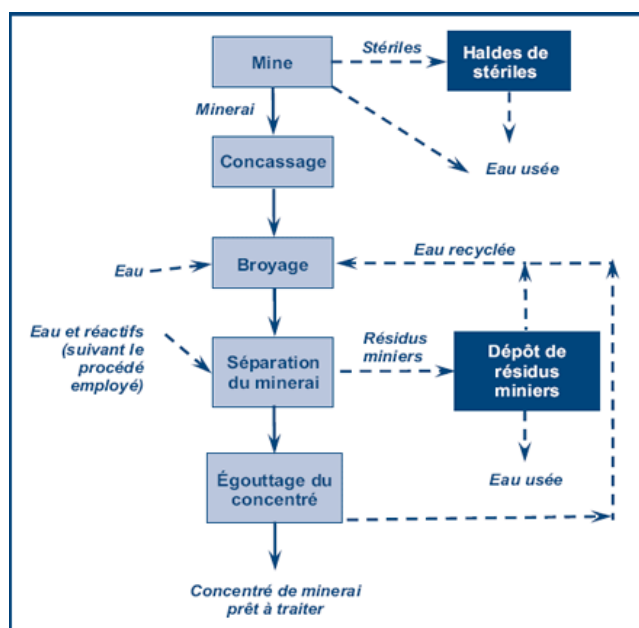 Mine
Stériles
Haldes de
stériles
Minerai
Eau usée
Concassage
Eau recyclée
Eau
Broyage
Eau et réactifs
(suivant le
procédé
employé)
Séparation
du minerai
Résidus
miniers
Dépôt de
résidus
miniers
Eau usée
Égouttage du
concentré
Concentré de minerai
prêt à traiter